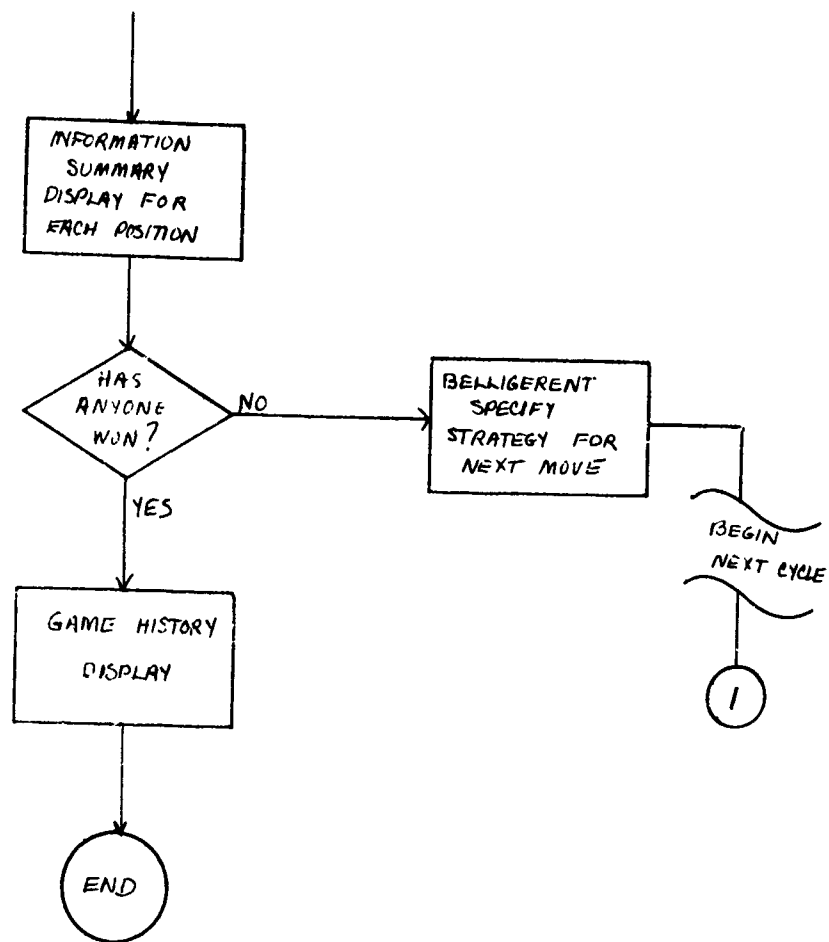 INFORMATION
SUMMARY
DISPLAY FOR
EACH POSITION
HAS
ANYONE
WON?
NO
BELLIGERENT
SPECIFY
STRATEGY FOR
NEXT MOVE
YES
BEGIN
NEXT CYCLE
GAME HISTORY
DISPLAY
1
END